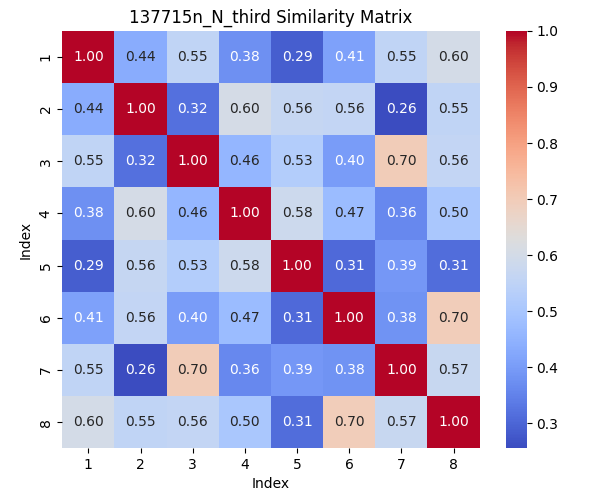 137715n_N_third Similarity Matrix
Index
1 1.00 0.44 0.55 0.38 0.29 0.41 0.55 0.60
2 0.44 1.00 0.32 0.60 0.56 0.56 0.26 0.55
3 0.55 0.32 1.00 0.46 0.53 0.40 0.70 0.56
4 0.38 0.60 0.46 1.00 0.58 0.47 0.36 0.50
5 0.29 0.56 0.53 0.58 1.00 0.31 0.39 0.31
6 0.41 0.56 0.40 0.47 0.31 1.00 0.38 0.70
7 0.55 0.26 0.70 0.36 0.39 0.38 1.00 0.57
8 0.60 0.55 0.56 0.50 0.31 0.70 0.57 1.00
1 2 3 4 5 6 7 8
Index
1.0
0.9
0.8
0.7
0.6
0.5
0.4
0.3